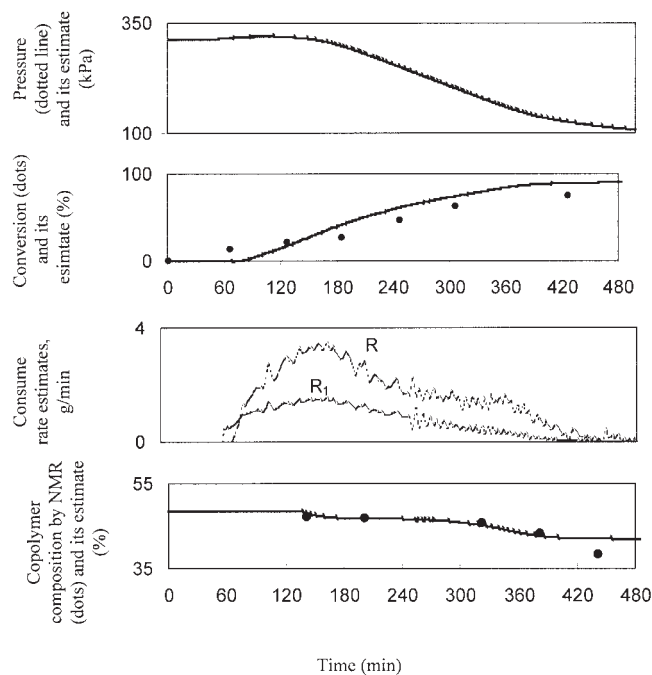 Pressure
(dotted line)
and its estimate
(kPa)
350
100
Conversion (dots)
and its
esimtate (%)
100
0
0 60 120 180 240 300 360 420 480
Consume
rate estimates,
g/min
4
0
R
R1
Copolymer
composition by NMR
(dots) and its estimate
(%)
55
35
0 60 120 180 240 300 360 420 480
Time (min)